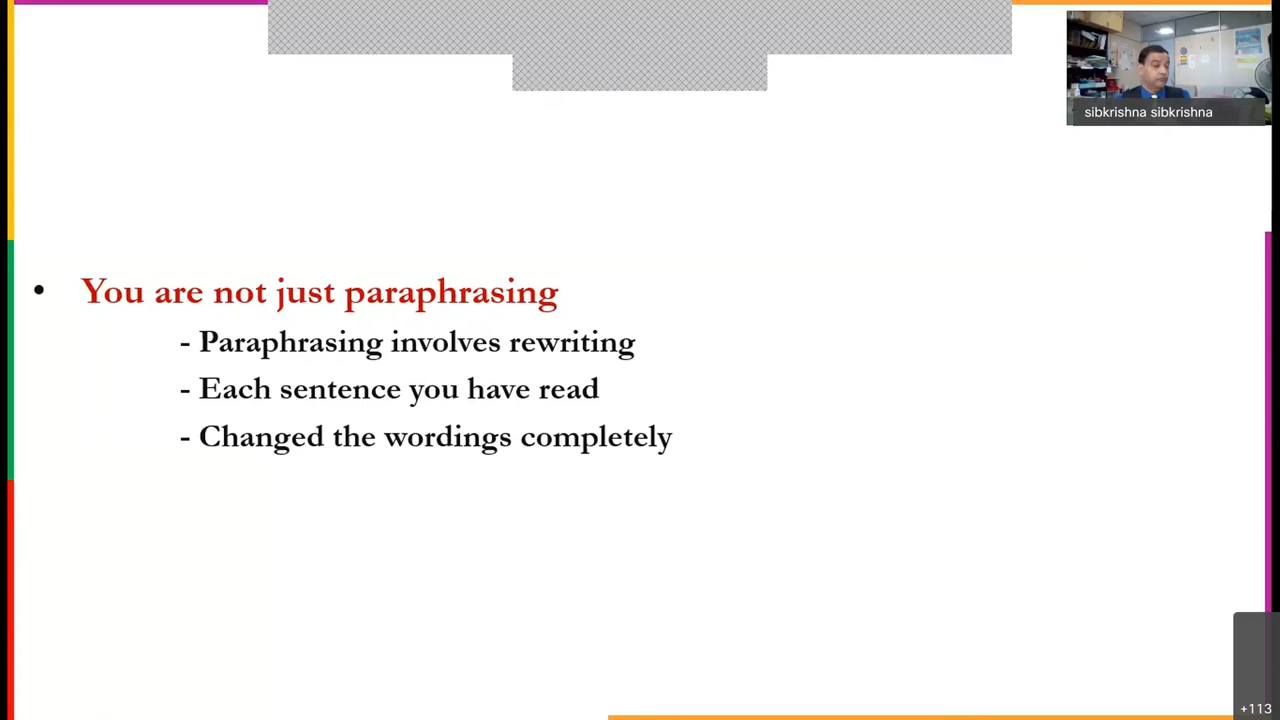 sibkrishna sibkrishna
• You are not just paraphrasing
- Paraphrasing involves rewriting
- Each sentence you have read
- Changed the wordings completely
+113